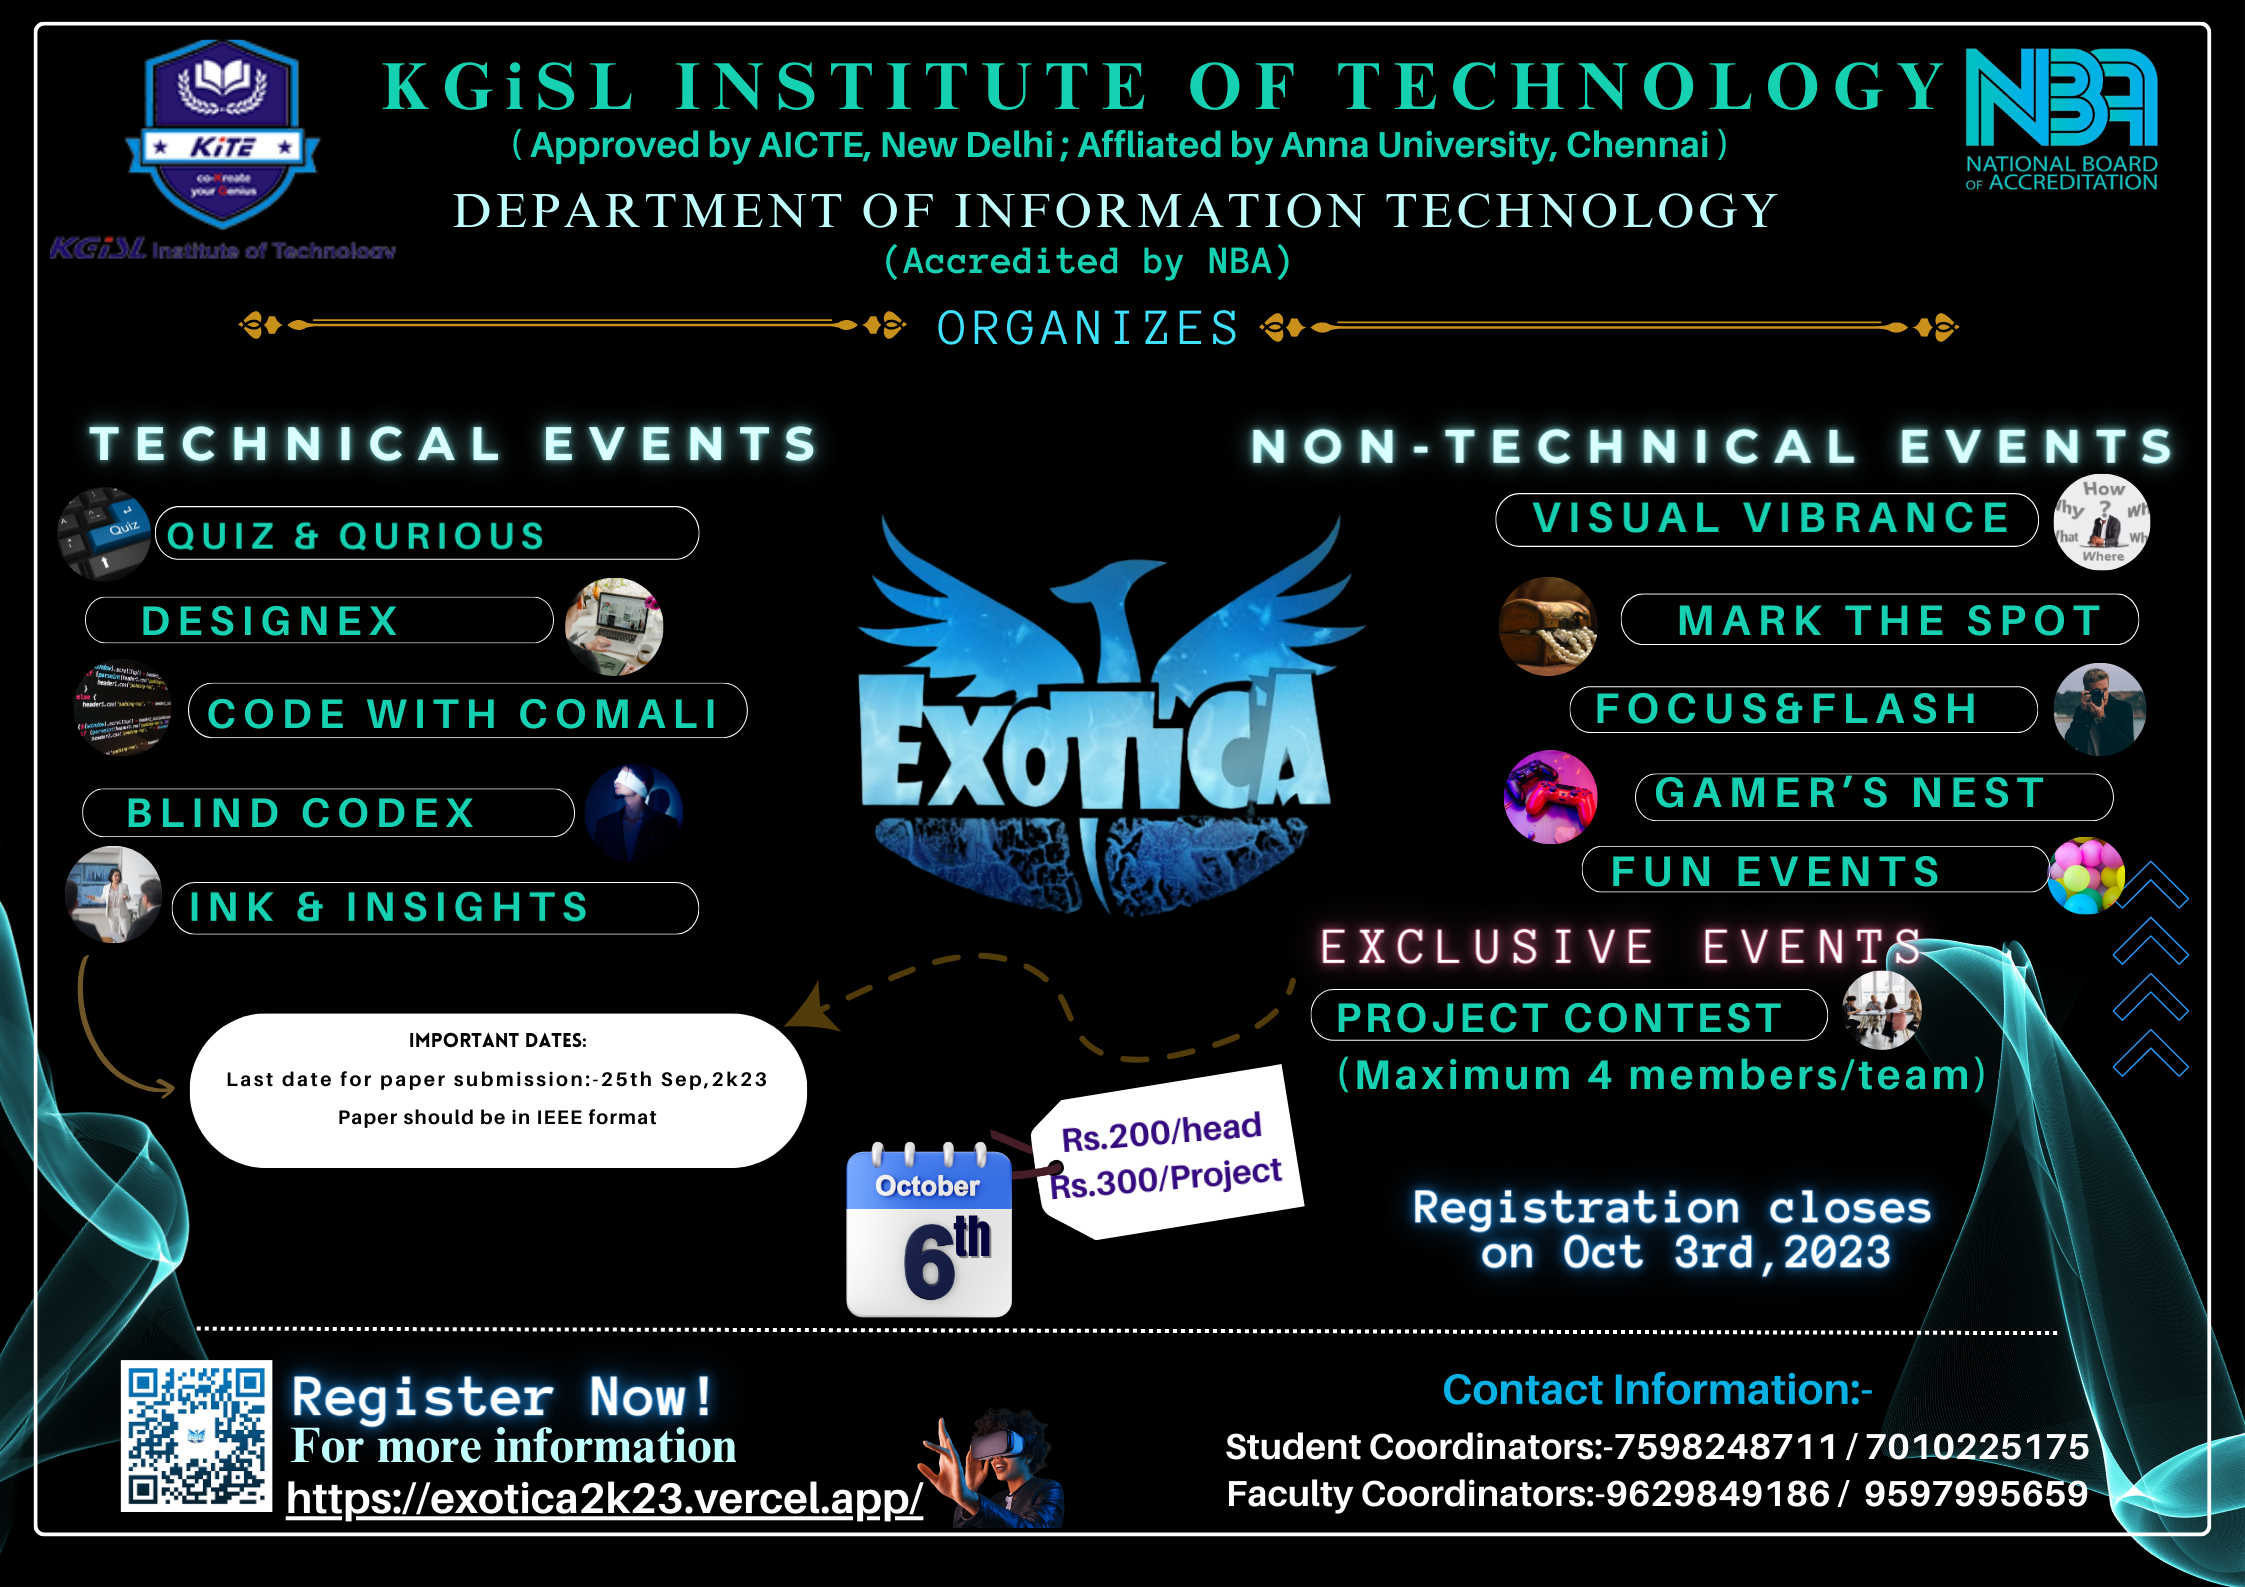 KGiSL INSTITUTE OF TECHNOLOGY
( Approved by AICTE, New Delhi ; Affliated by Anna University, Chennai )
DEPARTMENT OF INFORMATION TECHNOLOGY
(Accredited by NBA)
KiTE
co-Kreate
your Genius
KGiSL Institute of Technology
NBA
NATIONAL BOARD
OF ACCREDITATION
ORGANIZES
TECHNICAL EVENTS
Quiz
QUIZ & QURIOUS
DESIGNEX
CODE WITH COMALI
BLIND CODEX
INK & INSIGHTS
EXOTICA
NON-TECHNICAL EVENTS
VISUAL VIBRANCE
How
?
Where
MARK THE SPOT
FOCUS&FLASH
GAMER’S NEST
FUN EVENTS
EXCLUSIVE EVENTS
PROJECT CONTEST
(Maximum 4 members/team)
IMPORTANT DATES:
Last date for paper submission:-25th Sep,2k23
Paper should be in IEEE format
October
6th
Rs.200/head
Rs.300/Project
Registration closes
on Oct 3rd,2023
Register Now!
For more information
https://exotica2k23.vercel.app/
Contact Information:-
Student Coordinators:-7598248711 / 7010225175
Faculty Coordinators:-9629849186 / 9597995659